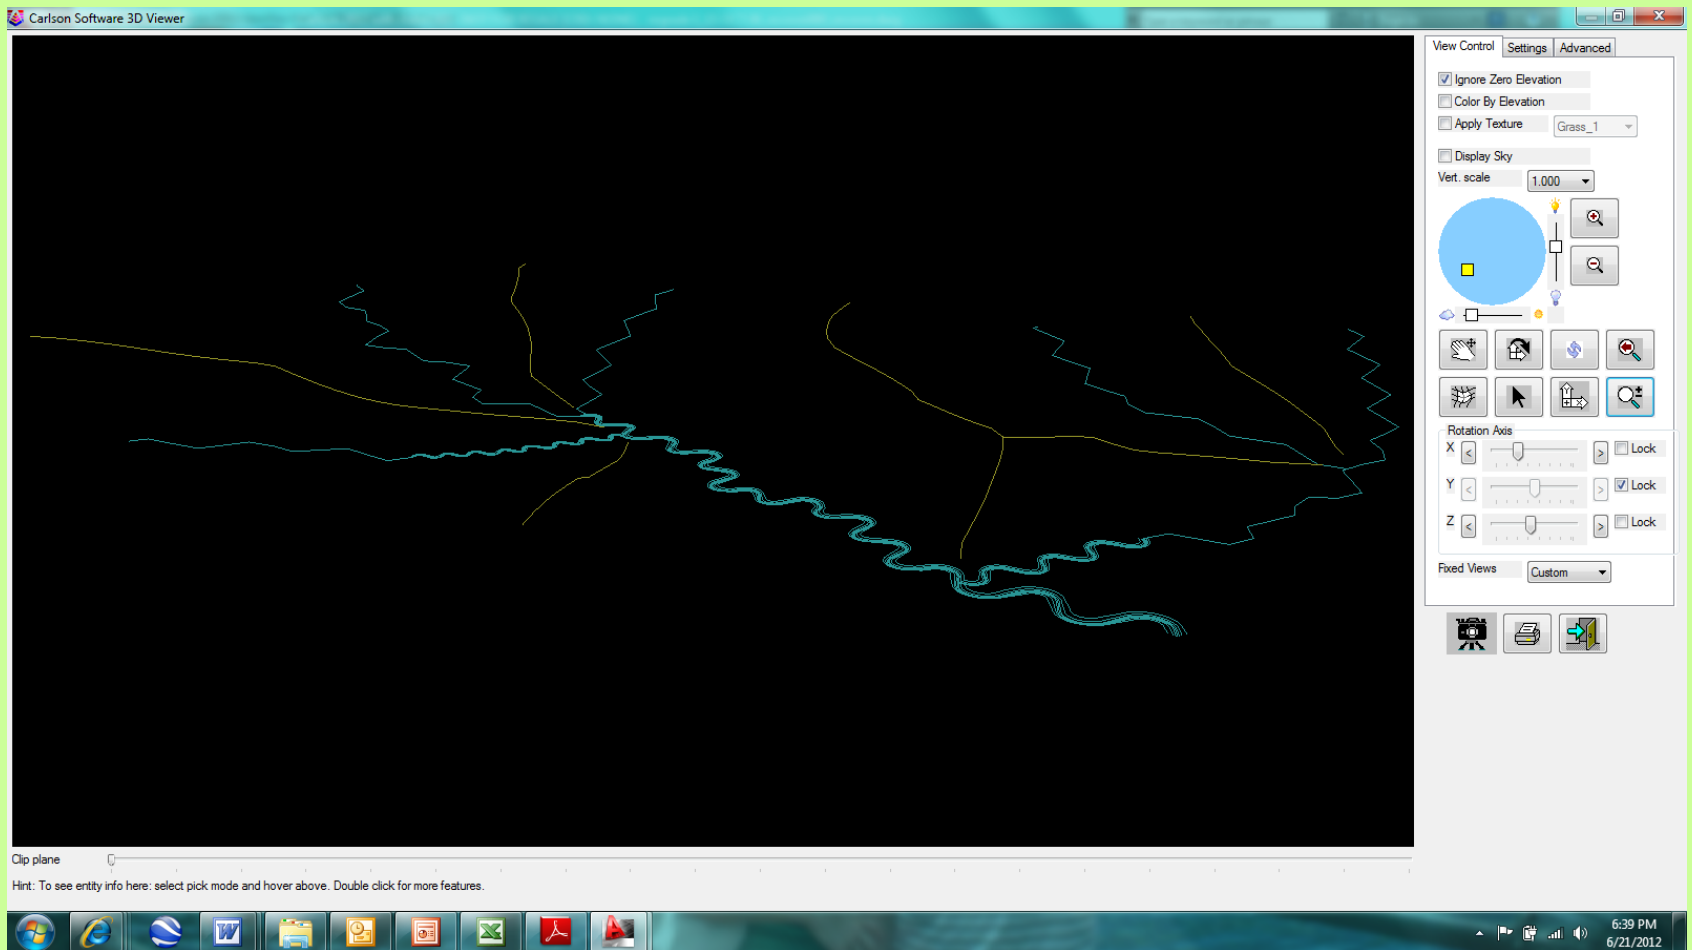 Carlson Software 3D Viewer
View Control
Settings
Advanced
Ignore Zero Elevation
Color By Elevation
Apply Texture
Grass_1
Display Sky
Vert. scale
1.000
Rotation Axis
X
<
>
Lock
Y
<
>
Lock
Z
<
>
Lock
Fixed Views
Custom
Clip plane
Hint: To see entity info here: select pick mode and hover above. Double click for more features.
6:39 PM
6/21/2012